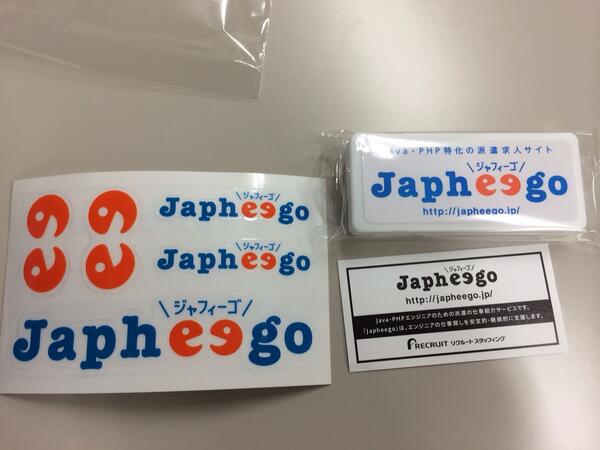 \ジャフィーゴ/
Japheego
\ジャフィーゴ/
Japheego
\ジャフィーゴ/
Japheego
Java・PHP特化の派遣求人サイト
\ジャフィーゴ/
Japheego
http://japheego.jp/
\ジャフィーゴ/
Japheego
http://japheego.jp/
Java・PHPエンジニアのための派遣の仕事紹介サービスです。
「japheego」は、エンジニアの仕事探しを安定的・継続的に支援します。
RECRUIT リクルートスタッフィング